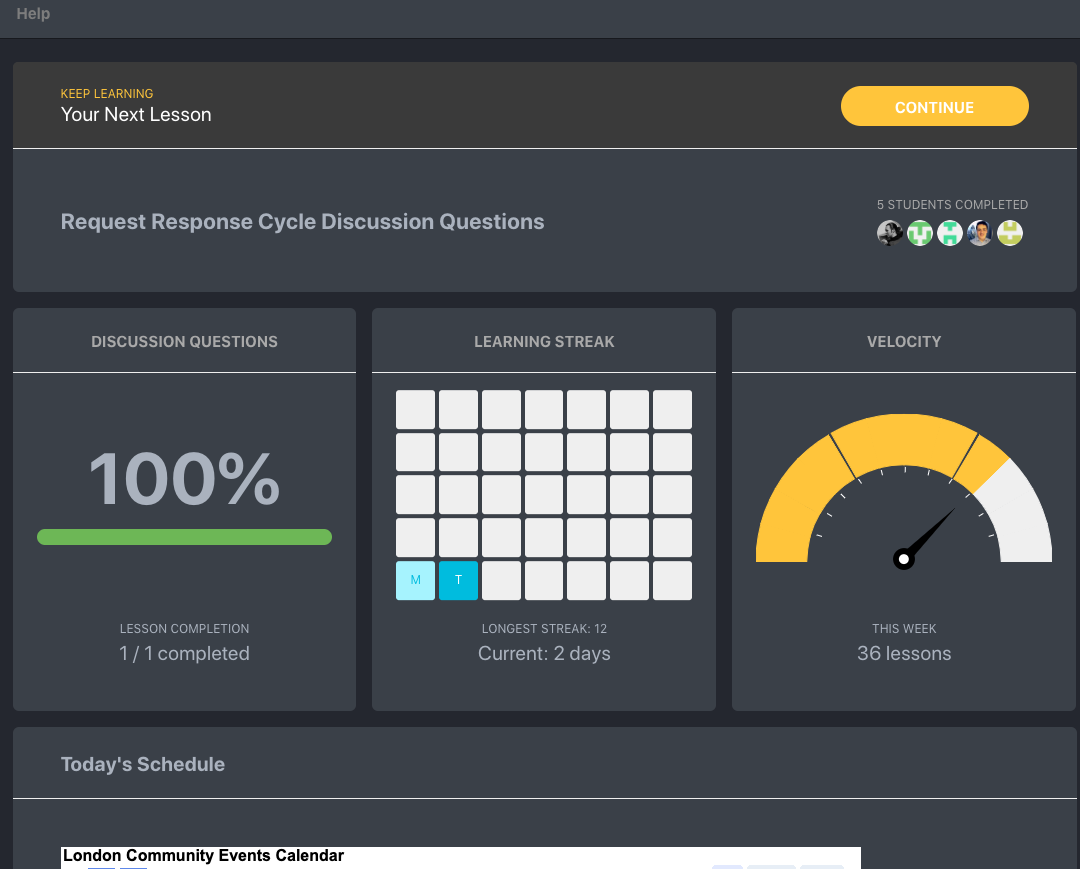 Help
KEEP LEARNING
Your Next Lesson
CONTINUE
Request Response Cycle Discussion Questions
5 STUDENTS COMPLETED
DISCUSSION QUESTIONS
100%
LESSON COMPLETION
1 / 1 completed
LEARNING STREAK
M T
LONGEST STREAK: 12
Current: 2 days
VELOCITY
THIS WEEK
36 lessons
Today's Schedule
London Community Events Calendar